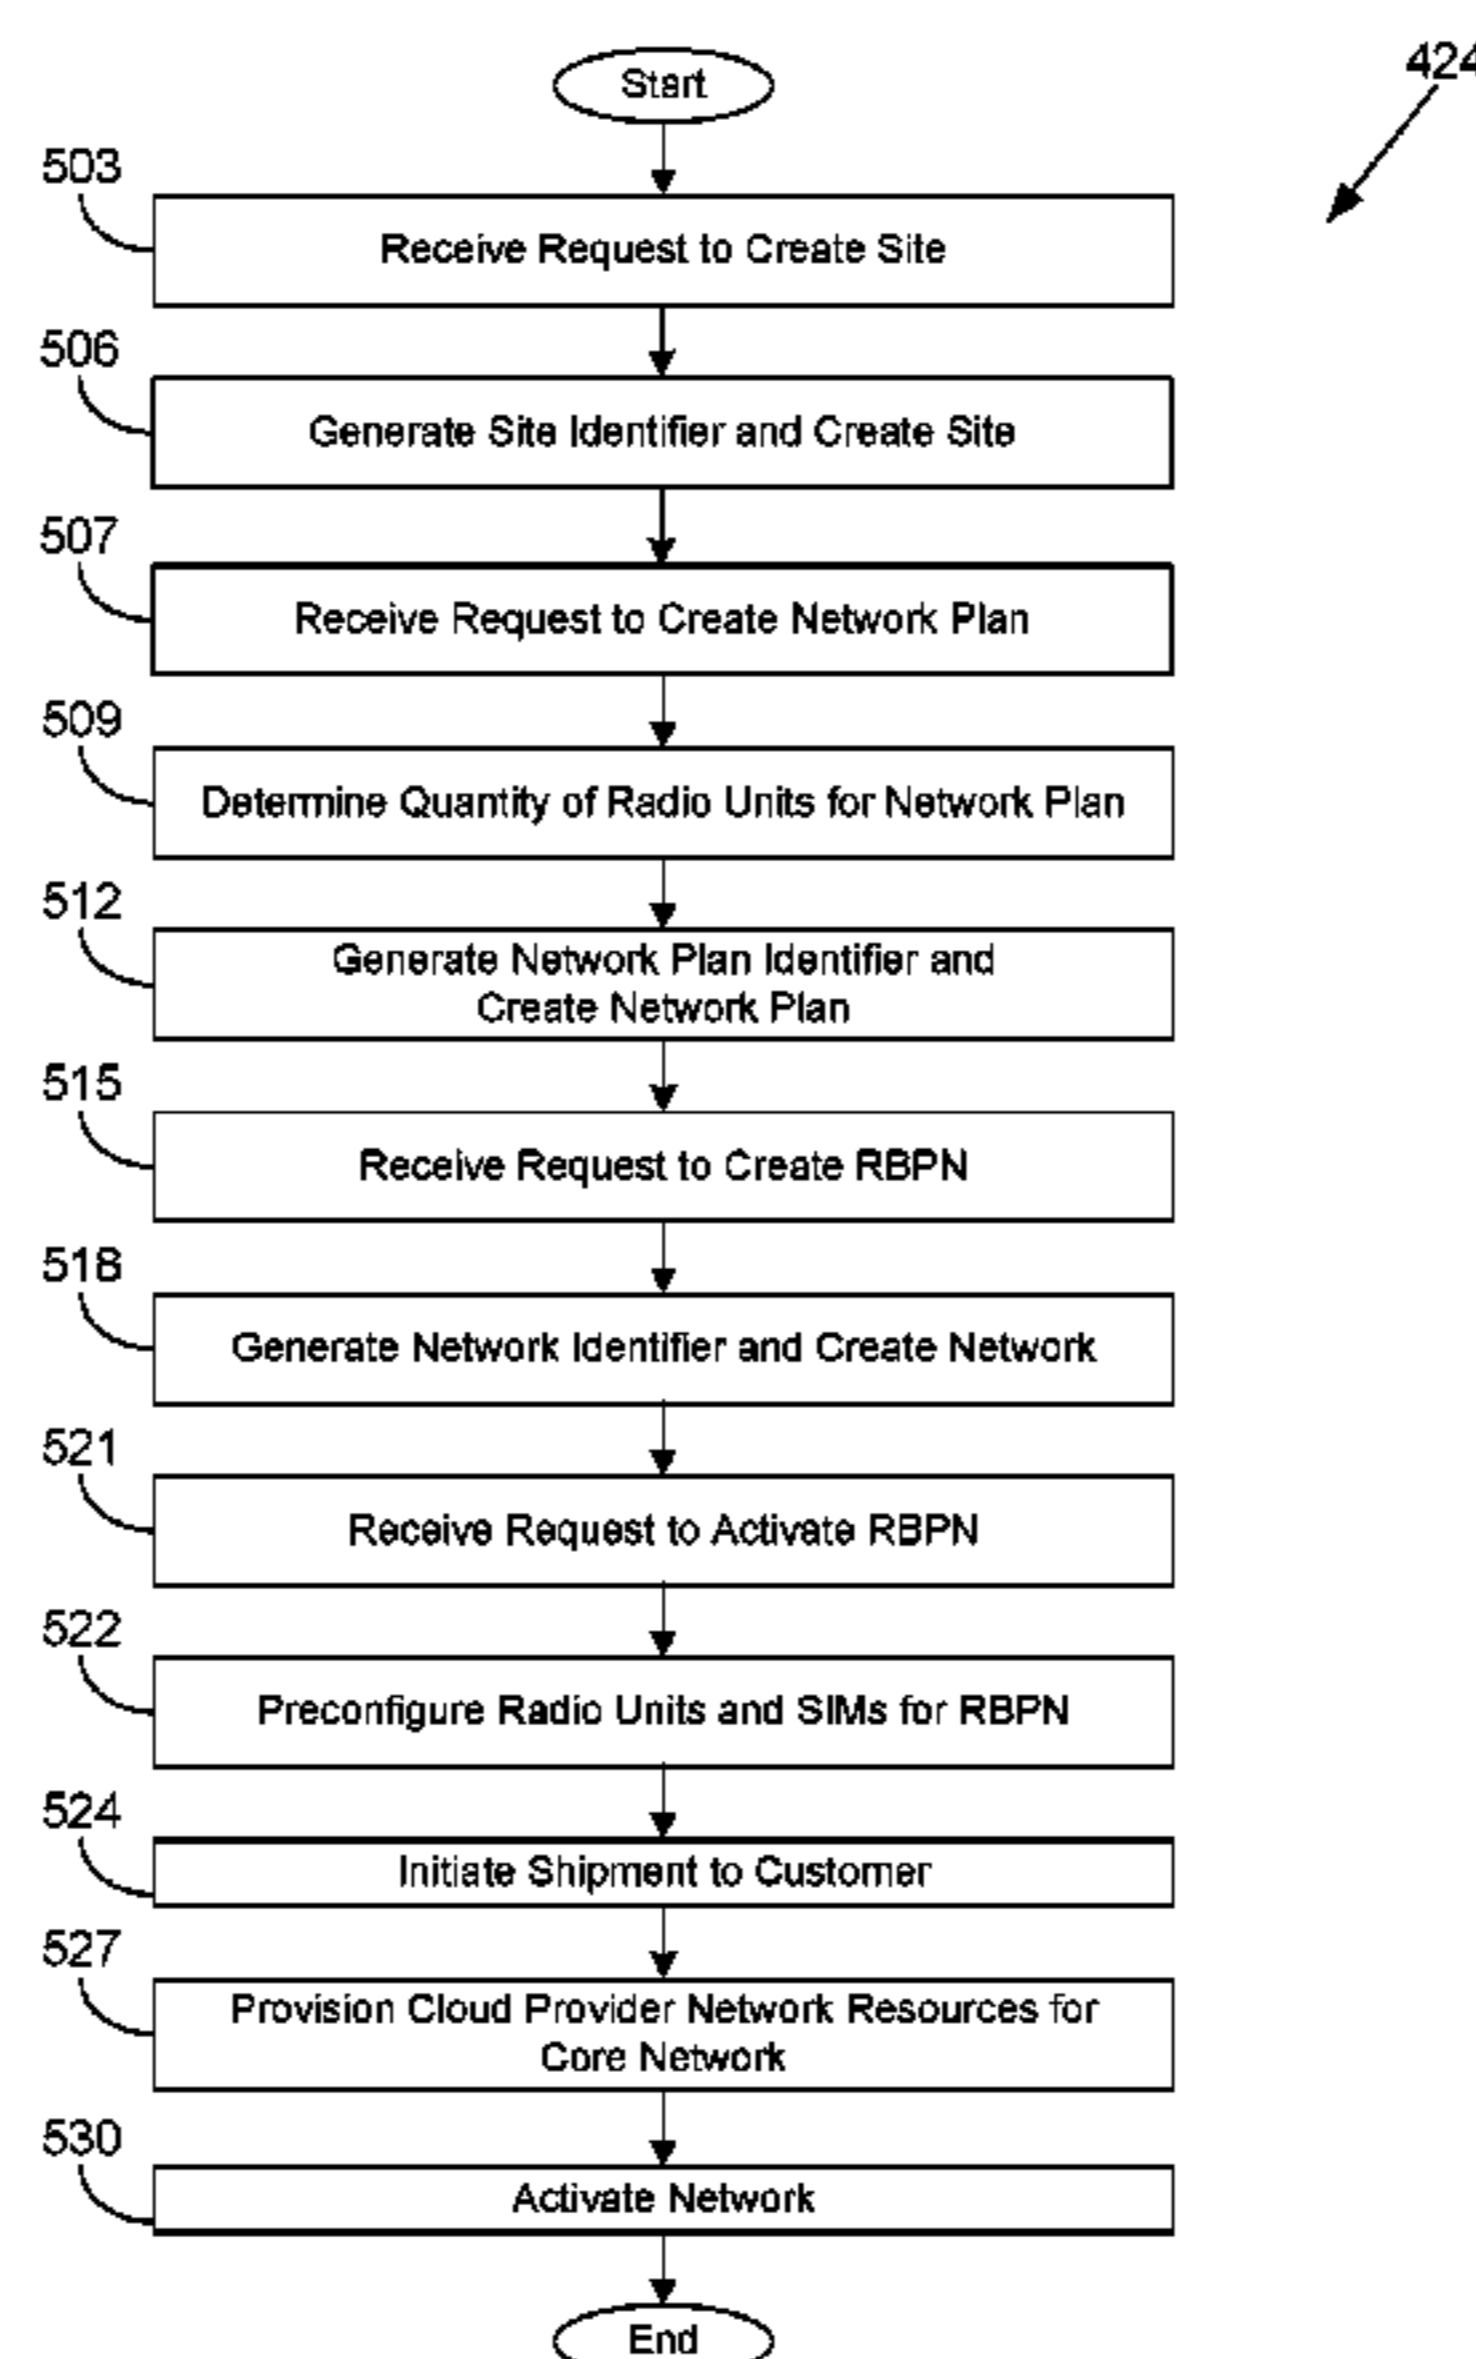 Start
424
503
Receive Request to Create Site
506
Generate Site Identifier and Create Site
507
Receive Request to Create Network Plan
509
Determine Quantity of Radio Units for Network Plan
512
Generate Network Plan Identifier and
Create Network Plan
515
Receive Request to Create RBPN
518
Generate Network Identifier and Create Network
521
Receive Request to Activate RBPN
522
Preconfigure Radio Units and SIMs for RBPN
524
Initiate Shipment to Customer
527
Provision Cloud Provider Network Resources for
Core Network
530
Activate Network
End